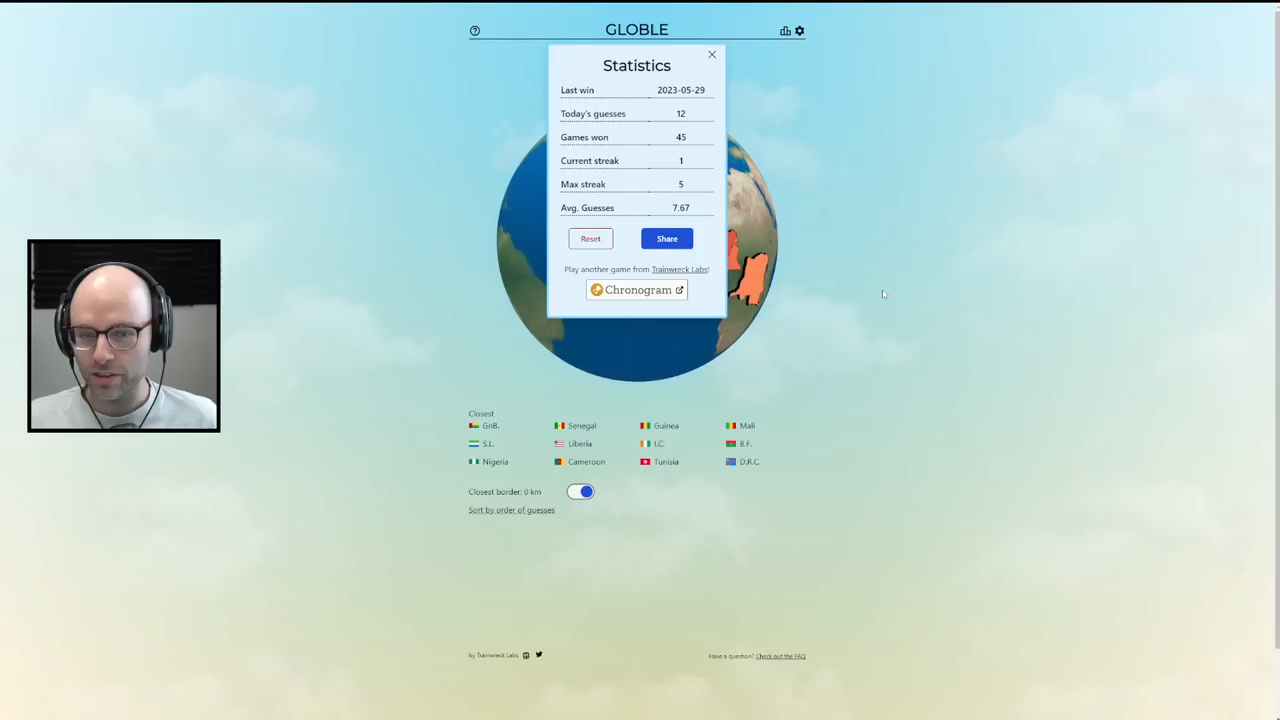 GLOBLE
Statistics
Last win 2023-05-29
Today's guesses 12
Games won 45
Current streak 1
Max streak 5
Avg. Guesses 7.67
Reset Share
Play another game from Trainwreck Labs!
Chronogram
Closest
GnB. Senegal Guinea Mali
S.L. Liberia I.C. B.F.
Nigeria Cameroon Tunisia D.R.C.
Closest border: 0 km
Sort by order of guesses
by Trainwreck Labs Have a question? Check out the FAQ